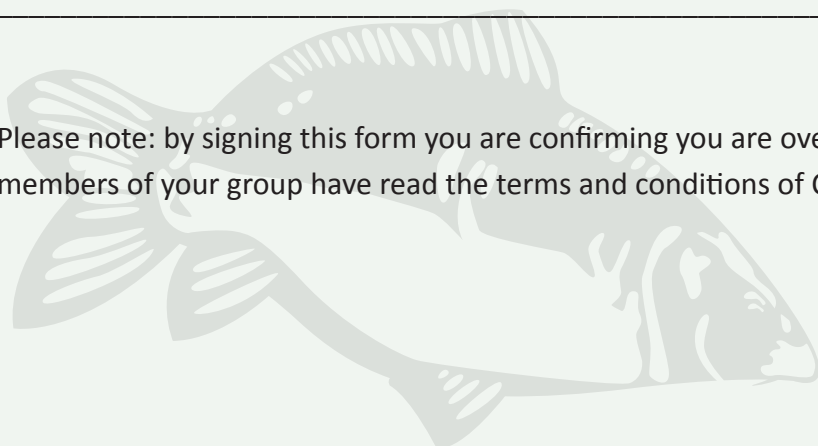 Please note: by signing this form you are confirming you are
members of your group have read the terms and conditions of